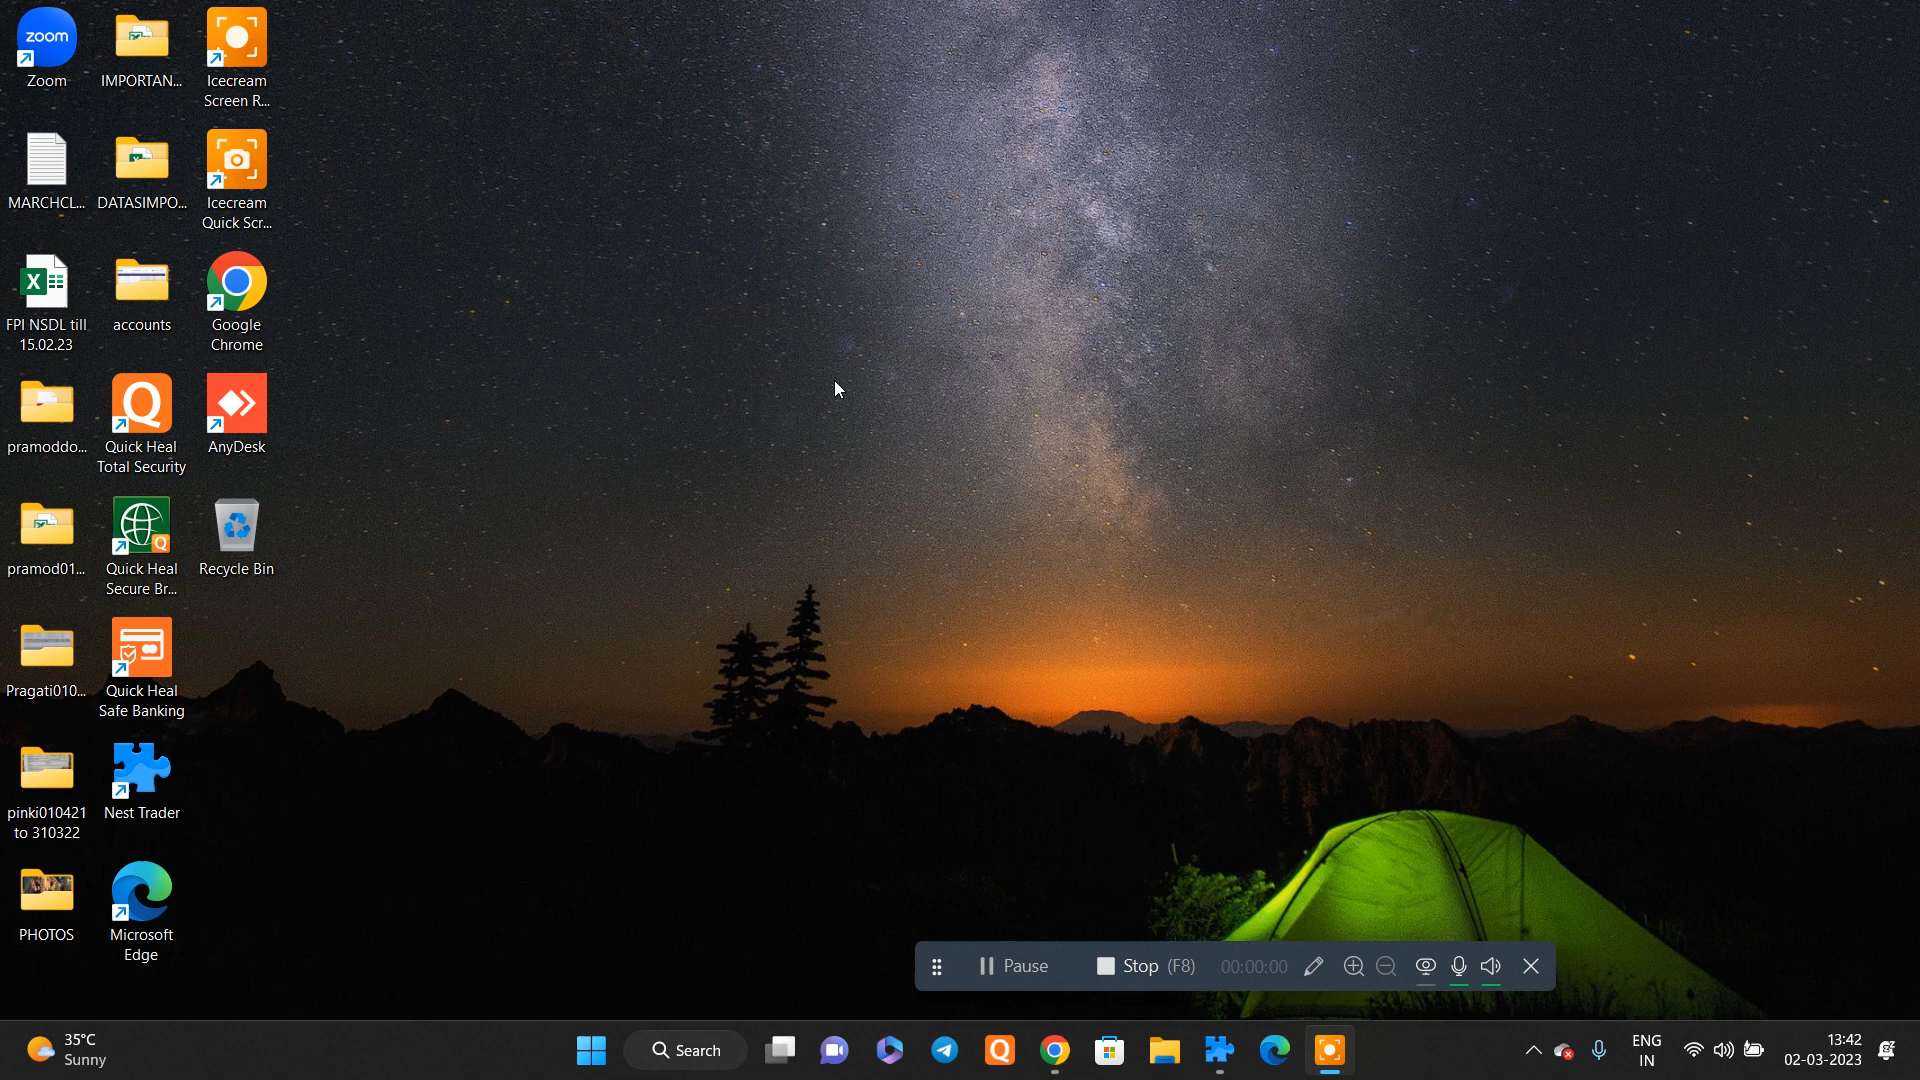 zoom
Zoom
IMPORTAN...
Icecream
Screen R...
MARCHCL...
DATASIMPO...
Icecream
Quick Scr...
X
FPI NSDL till
15.02.23
accounts
Google
Chrome
pramoddo...
Quick Heal
Total Security
AnyDesk
pramod01...
Quick Heal
Secure Br...
Recycle Bin
Pragati010...
Quick Heal
Safe Banking
pinki010421
to 310322
Nest Trader
PHOTOS
Microsoft
Edge
Pause
Stop (F8)
00:00:00
35°C
Sunny
Search
ENG
IN
13:42
02-03-2023